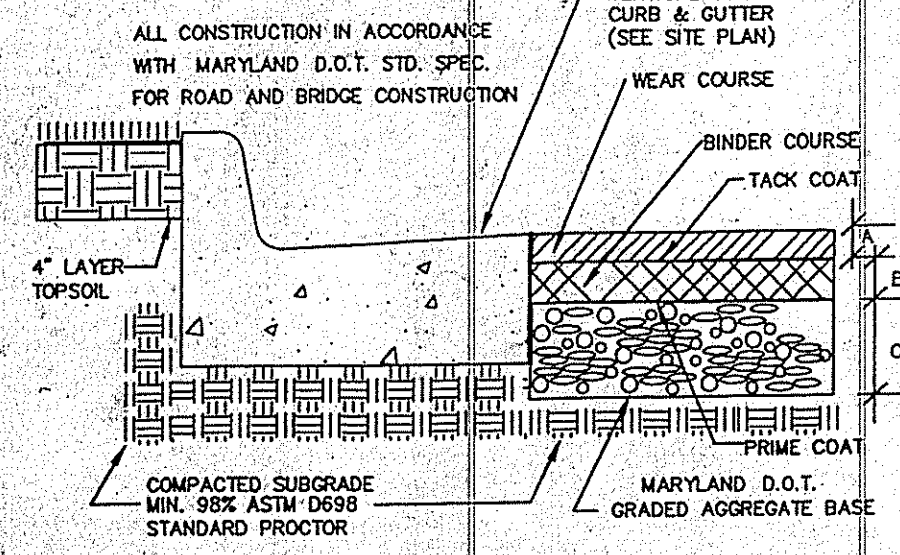 ALL CONSTRUCTION IN ACCORDANCE
WITH MARYLAND D.O.T. STD. SPEC.
FOR ROAD AND BRIDGE CONSTRUCTION
CURB & GUTTER
(SEE SITE PLAN)
WEAR COURSE
BINDER COURSE
TACK COAT
A
B
C
4" LAYER
TOPSOIL
PRIME COAT
COMPACTED SUBGRADE
MIN. 98% ASTM D698
STANDARD PROCTOR
MARYLAND D.O.T.
GRADED AGGREGATE BASE